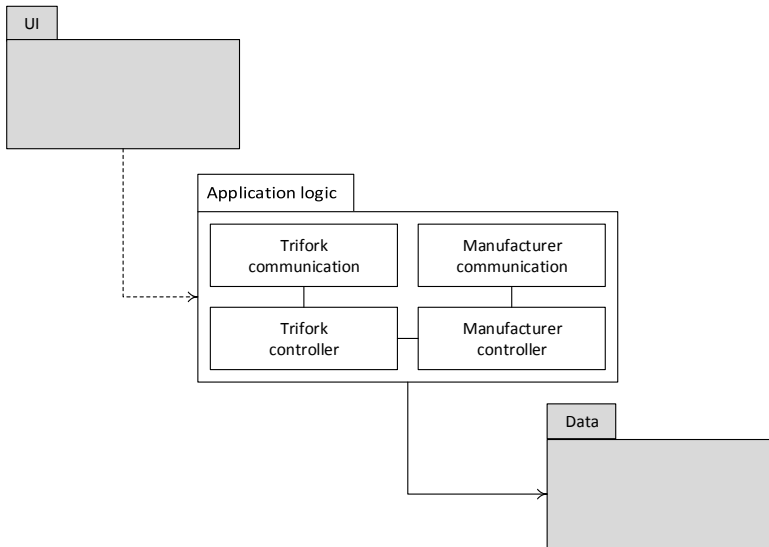 UI
Application logic
Trifork
communication
Manufacturer
communication
Trifork
controller
Manufacturer
controller
Data